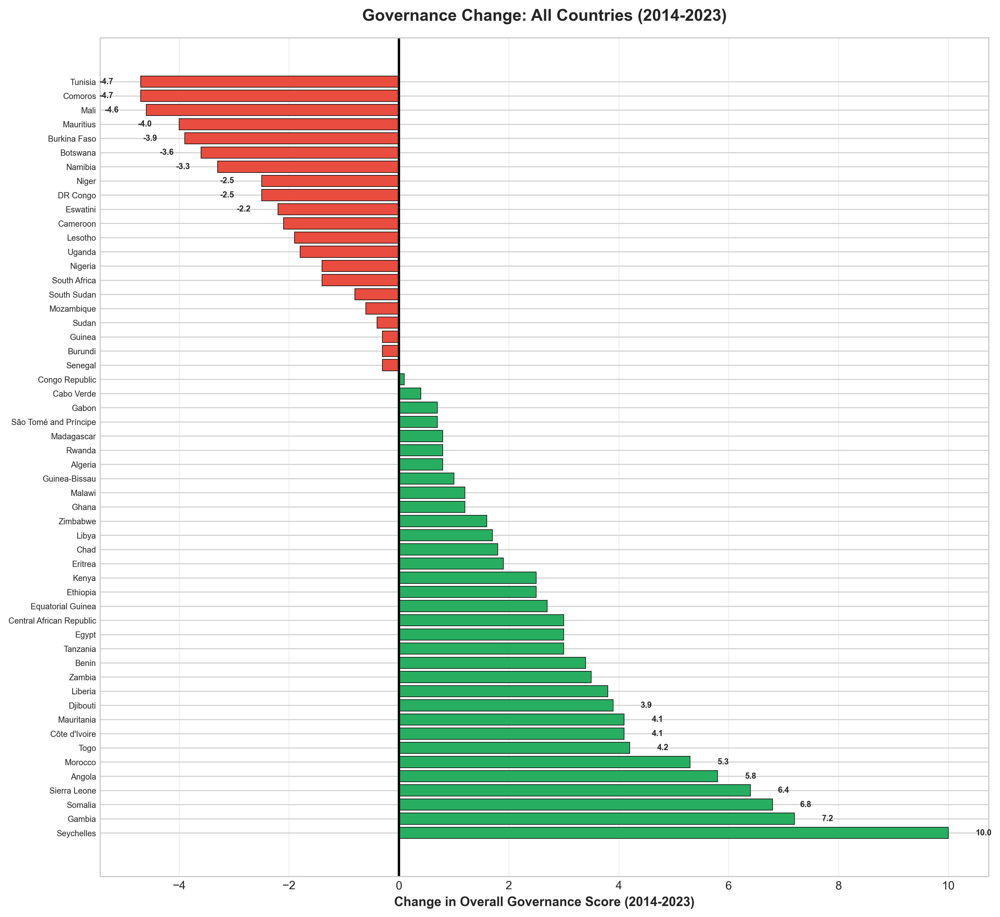 Governance Change: All Countries (2014-2023)
Tunisia -4.7
Comoros -4.7
Mali -4.6
Mauritius -4.0
Burkina Faso -3.9
Botswana -3.6
Namibia -3.3
Niger -2.5
DR Congo -2.5
Eswatini -2.2
Cameroon
Lesotho
Uganda
Nigeria
South Africa
South Sudan
Mozambique
Sudan
Guinea
Burundi
Senegal
Congo Republic
Cabo Verde
Gabon
São Tomé and Príncipe
Madagascar
Rwanda
Algeria
Guinea-Bissau
Malawi
Ghana
Zimbabwe
Libya
Chad
Eritrea
Kenya
Ethiopia
Equatorial Guinea
Central African Republic
Egypt
Tanzania
Benin
Zambia
Liberia
Djibouti 3.9
Mauritania 4.1
Côte d'Ivoire 4.1
Togo 4.2
Morocco 5.3
Angola 5.8
Sierra Leone 6.4
Somalia 6.8
Gambia 7.2
Seychelles 10.0
−4 −2 0 2 4 6 8 10
Change in Overall Governance Score (2014-2023)